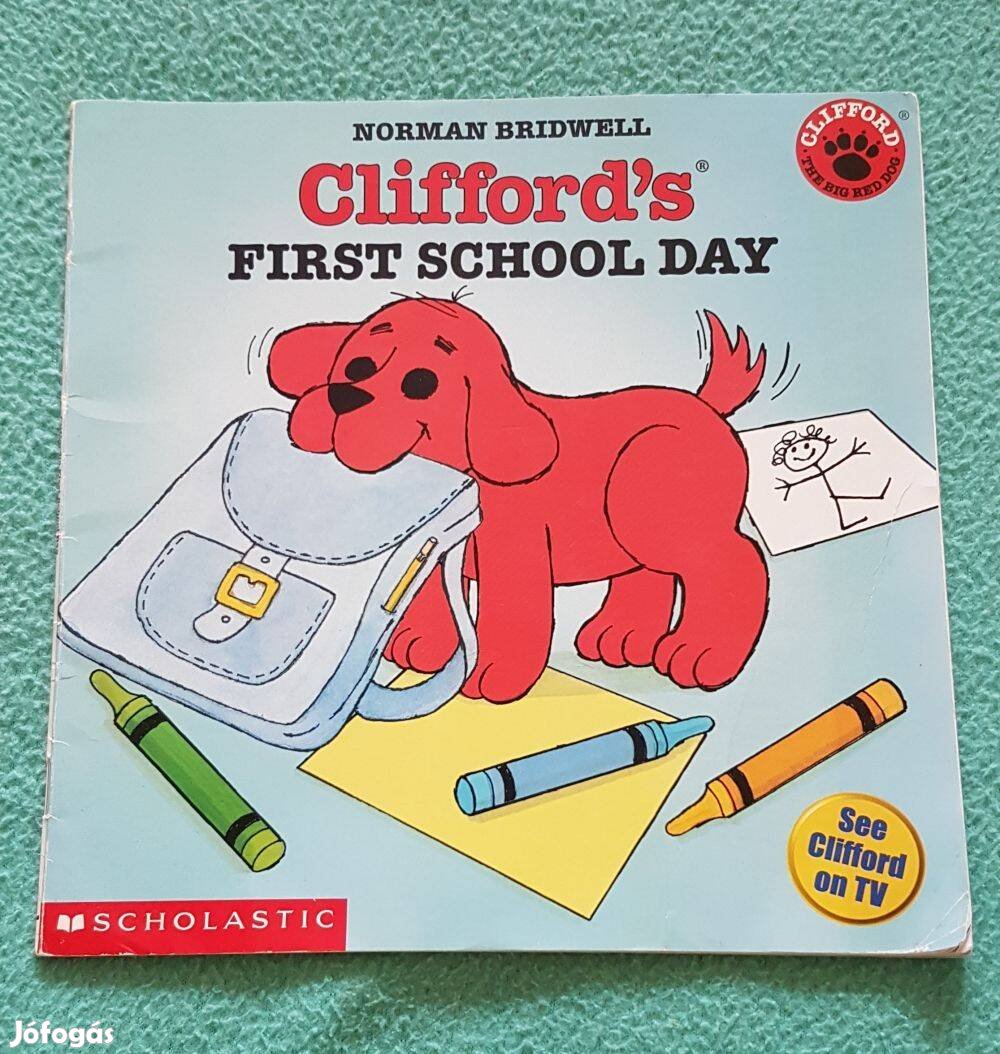 NORMAN BRIDWELL
Clifford's®
FIRST SCHOOL DAY
CLIFFORD ®
THE BIG RED DOG
See
Clifford
on TV
SCHOLASTIC
Jófogás